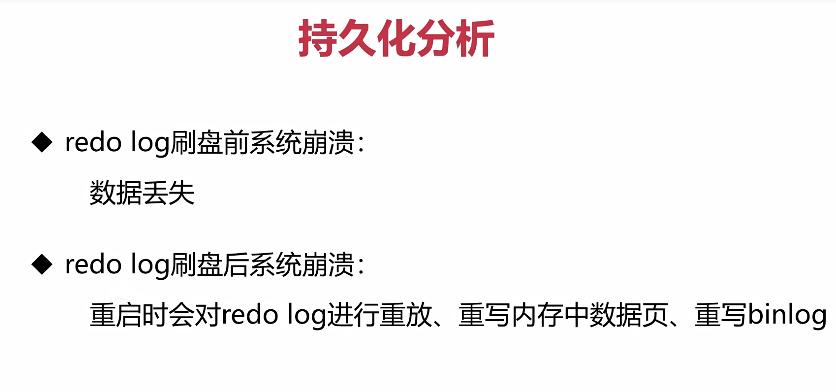 持久化分析
◆ redo log刷盘前系统崩溃：
数据丢失
◆ redo log刷盘后系统崩溃：
重启时会对redo log进行重放、重写内存中数据页、重写binlog